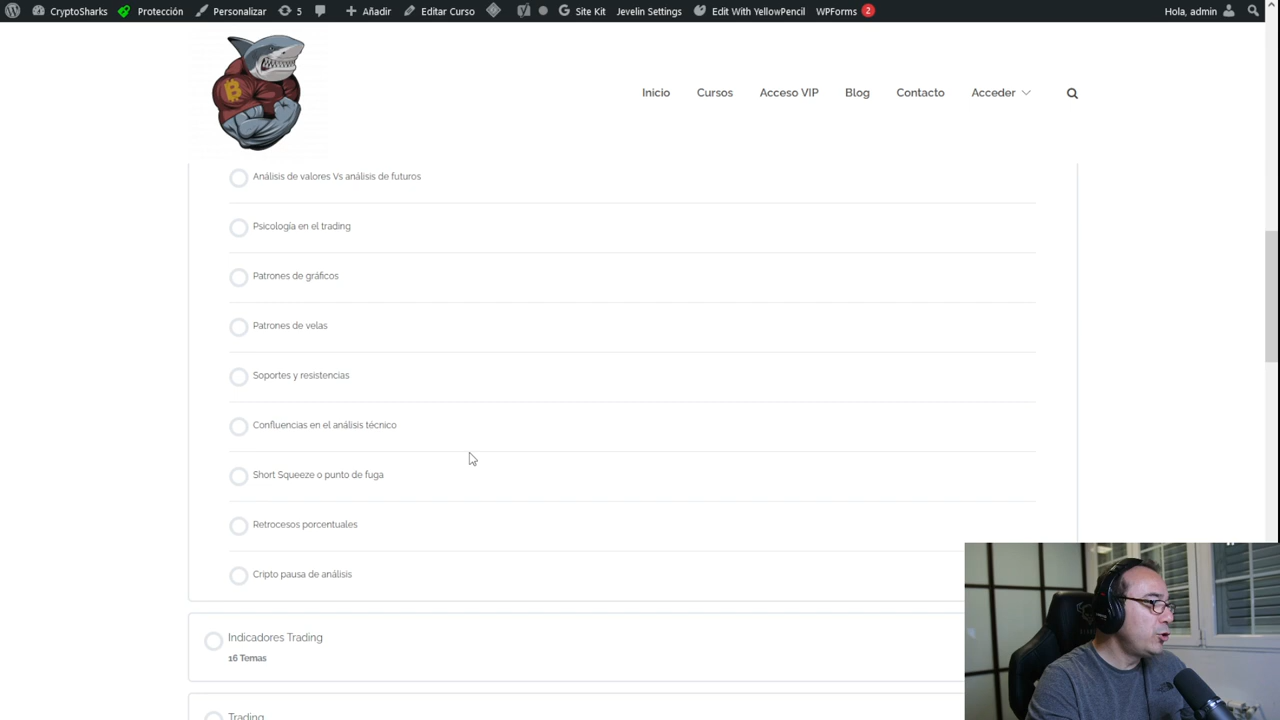 CryptoSharks Protección Personalizar 5 Añadir Editar Curso Site Kit Jevelin Settings Edit With YellowPencil WPForms 2 Hola, admin
Inicio Cursos Acceso VIP Blog Contacto Acceder
Análisis de valores Vs análisis de futuros
Psicología en el trading
Patrones de gráficos
Patrones de velas
Soportes y resistencias
Confluencias en el análisis técnico
Short Squeeze o punto de fuga
Retrocesos porcentuales
Cripto pausa de análisis
Indicadores Trading
16 Temas
Trading